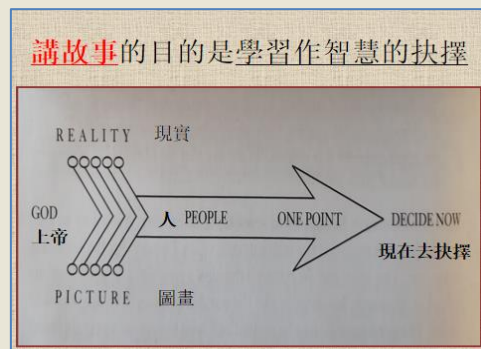 講故事的目的是學習作智慧的抉擇
REALITY 現實
GOD 人 PEOPLE ONE POINT DECIDE NOW
上帝 現在去抉擇
PICTURE 圖畫